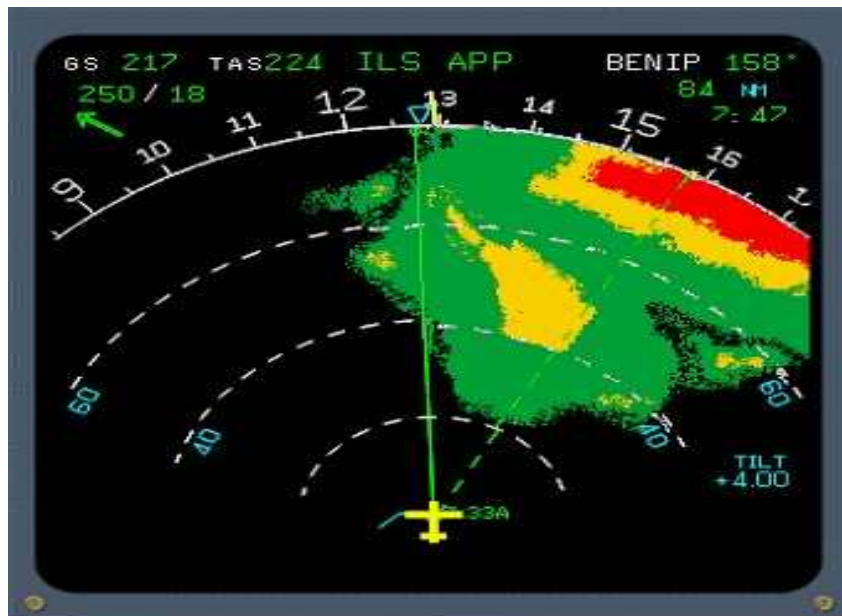 GS 217 TAS224 ILS APP BENIP 158°
250 / 18 84 NM
7:47
9 10 11 12 13 14 15 16
60 40 40 60
TILT
+4.00
33A